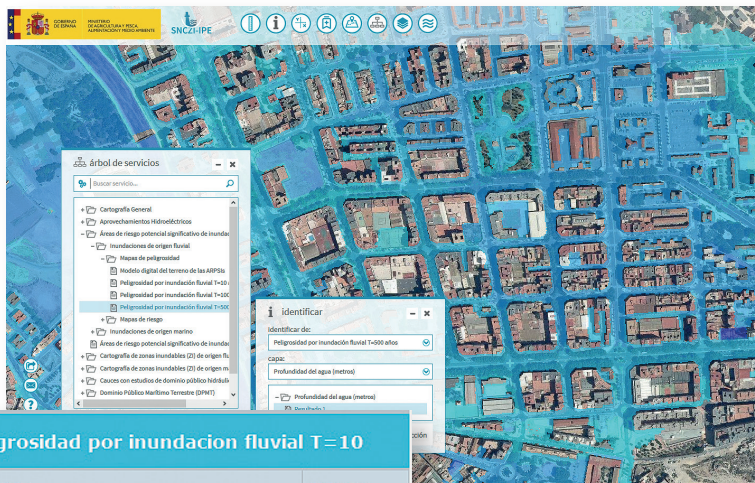 GOBIERNO
DE ESPAÑA
MINISTERIO
DE AGRICULTURA Y PESCA,
ALIMENTACIÓN Y MEDIO AMBIENTE
SNCZI-IPE
árbol de servicios
Buscar servicio...
Cartografía General
Aprovechamientos Hidroeléctricos
Áreas de riesgo potencial significativo de inundac
Inundaciones de origen fluvial
Mapas de peligrosidad
Modelo digital del terreno de las ARPSIs
Peligrosidad por inundación fluvial T=10
Peligrosidad por inundación fluvial T=100
Peligrosidad por inundación fluvial T=500
Mapas de riesgo
Inundaciones de origen marino
Áreas de riesgo potencial significativo de inundac
Cartografía de zonas inundables (ZI) de origen flu
Cartografía de zonas inundables (ZI) de origen m
Cauces con estudios de dominio público hidráulic
Dominio Público Marítimo Terrestre (DPMT)
i identificar
identificar de:
Peligrosidad por inundación fluvial T=500 años
capa:
Profundidad del agua (metros)
Profundidad del agua (metros)
Resultado 1
cción
grosidad por inundacion fluvial T=10